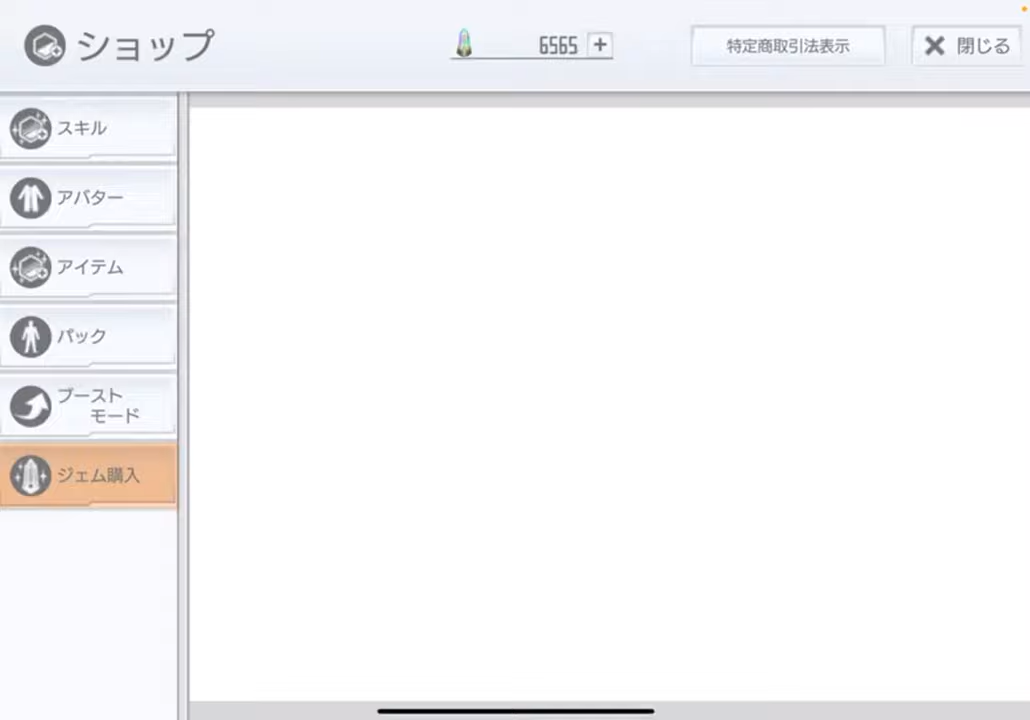 ショップ
6565
特定商取引法表示
閉じる
スキル
アバター
アイテム
パック
ブースト
モード
ジェム購入